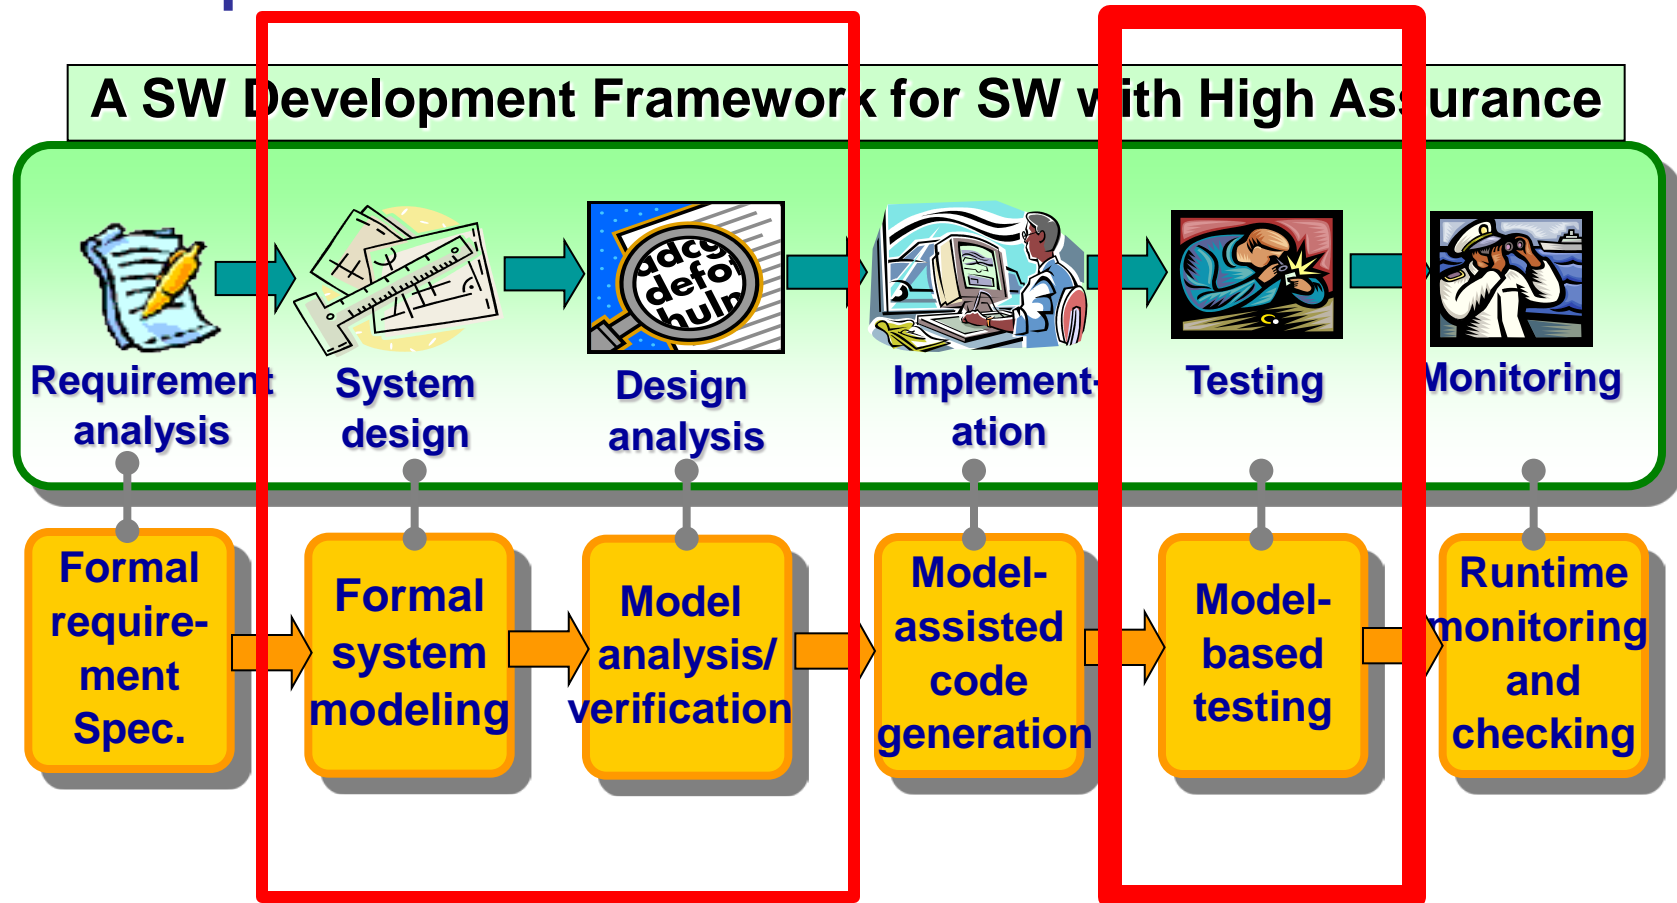 A SW Development Framework for SW with High Assurance
Requirement
analysis
System
design
Design
analysis
Implement-
ation
Testing
Monitoring
Formal
require-
ment
Spec.
Formal
system
modeling
Model
analysis/
verification
Model-
assisted
code
generation
Model-
based
testing
Runtime
monitoring
and
checking